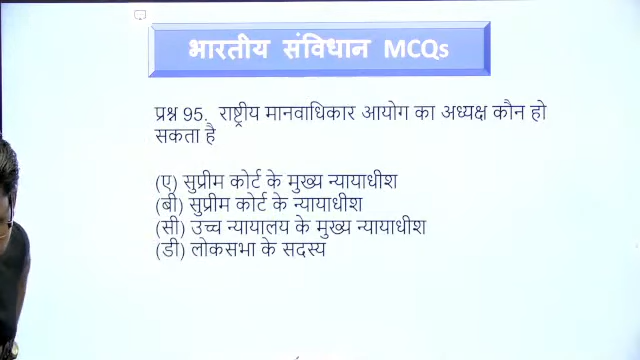 भारतीय संविधान MCQs
प्रश्न 95. राष्ट्रीय मानवाधिकार आयोग का अध्यक्ष कौन हो
सकता है
(ए) सुप्रीम कोर्ट के मुख्य न्यायाधीश
(बी) सुप्रीम कोर्ट के न्यायाधीश
(सी) उच्च न्यायालय के मुख्य न्यायाधीश
(डी) लोकसभा के सदस्य